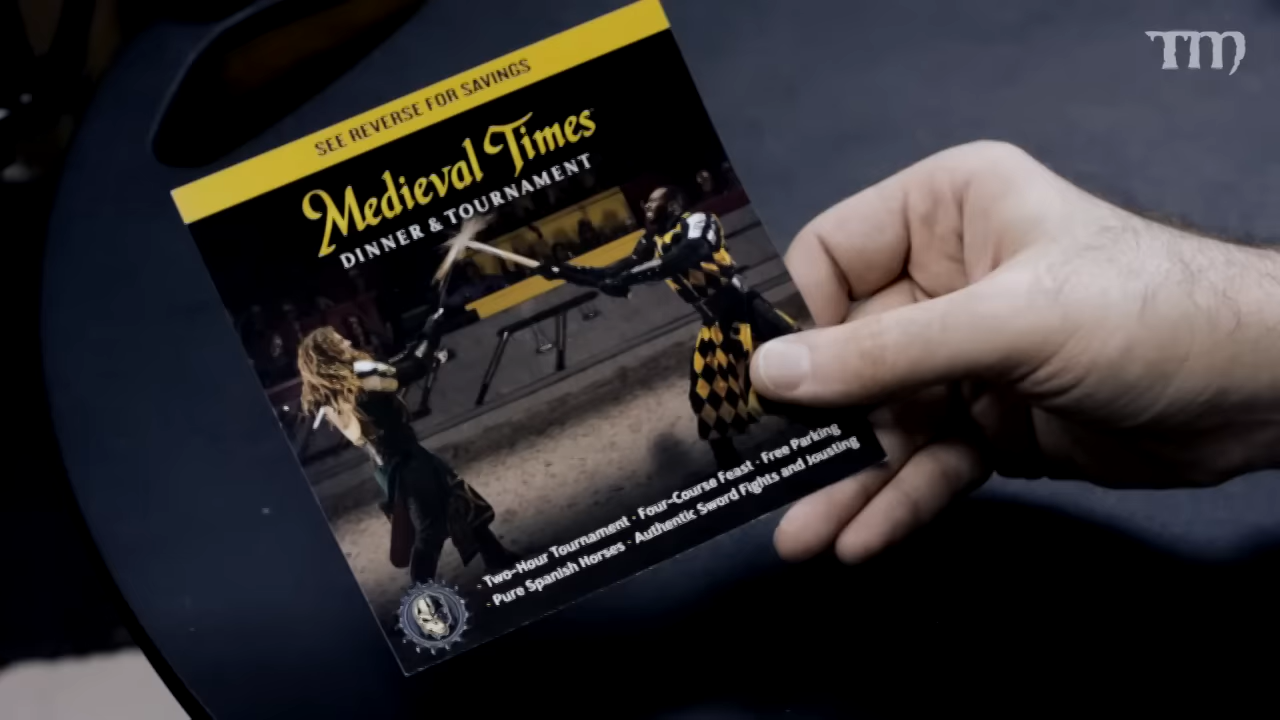 TM
SEE REVERSE FOR SAVINGS
Medieval Times
DINNER & TOURNAMENT
· Two-Hour Tournament · Four-Course Feast · Free Parking
· Pure Spanish Horses · Authentic Sword Fights and Jousting